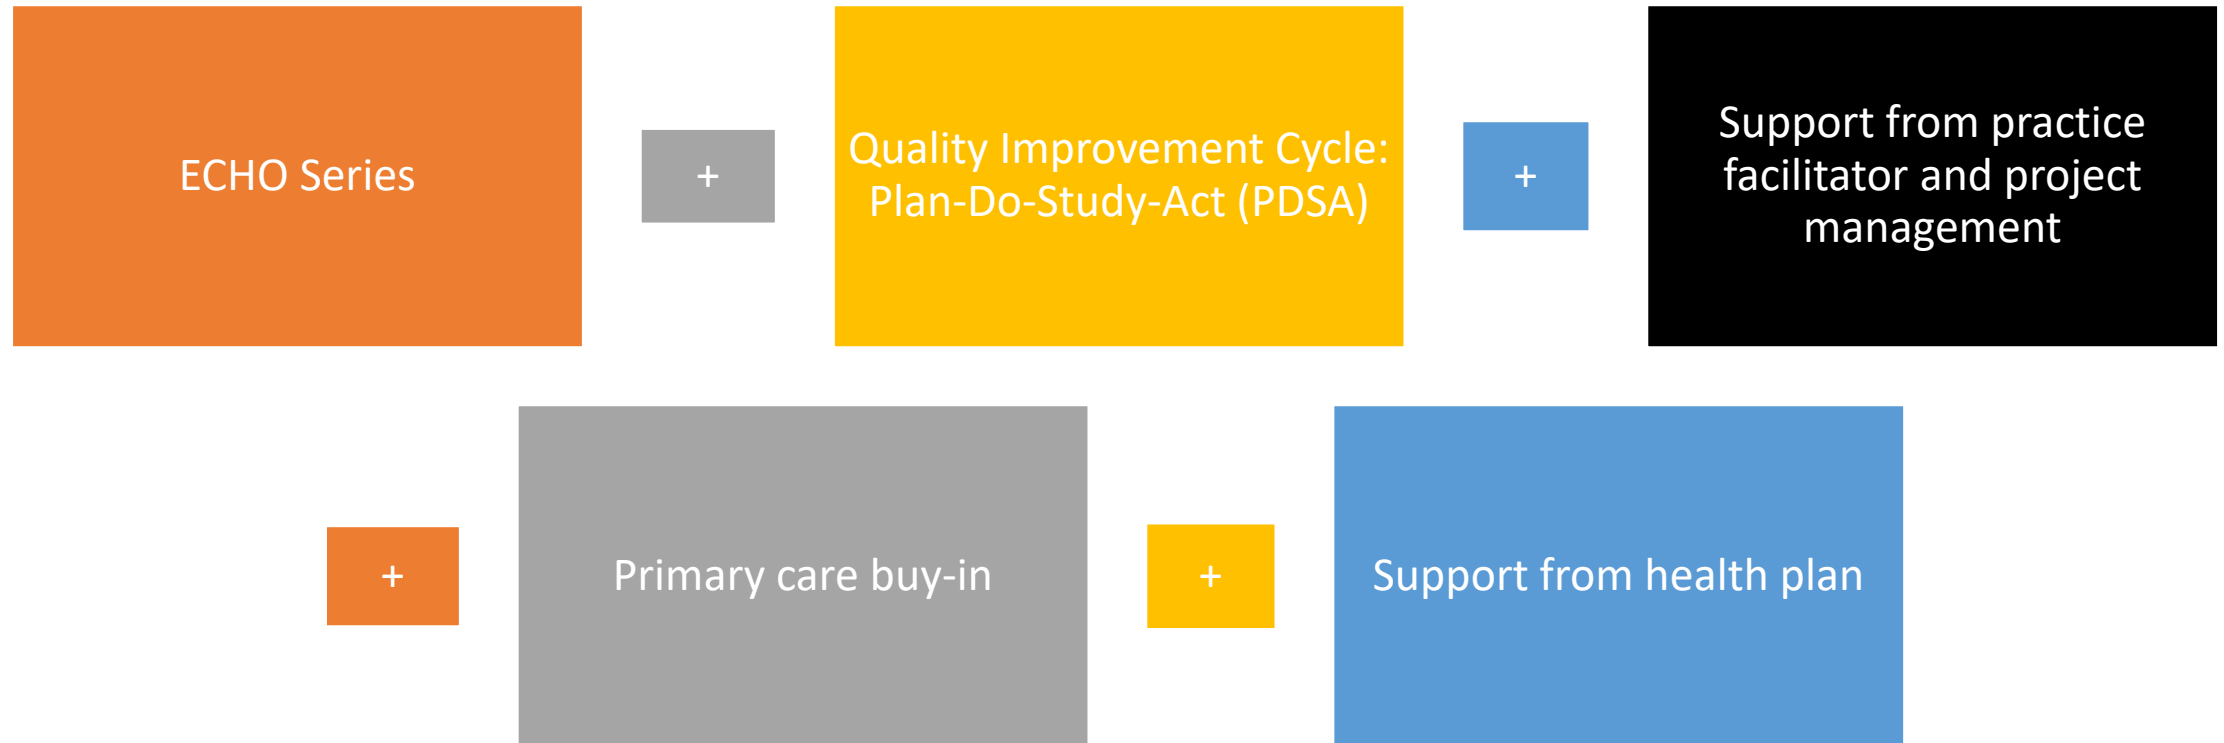 ECHO Series
+
Quality Improvement Cycle:
Plan-Do-Study-Act (PDSA)
+
Support from practice
facilitator and project
management
+
Primary care buy-in
+
Support from health plan